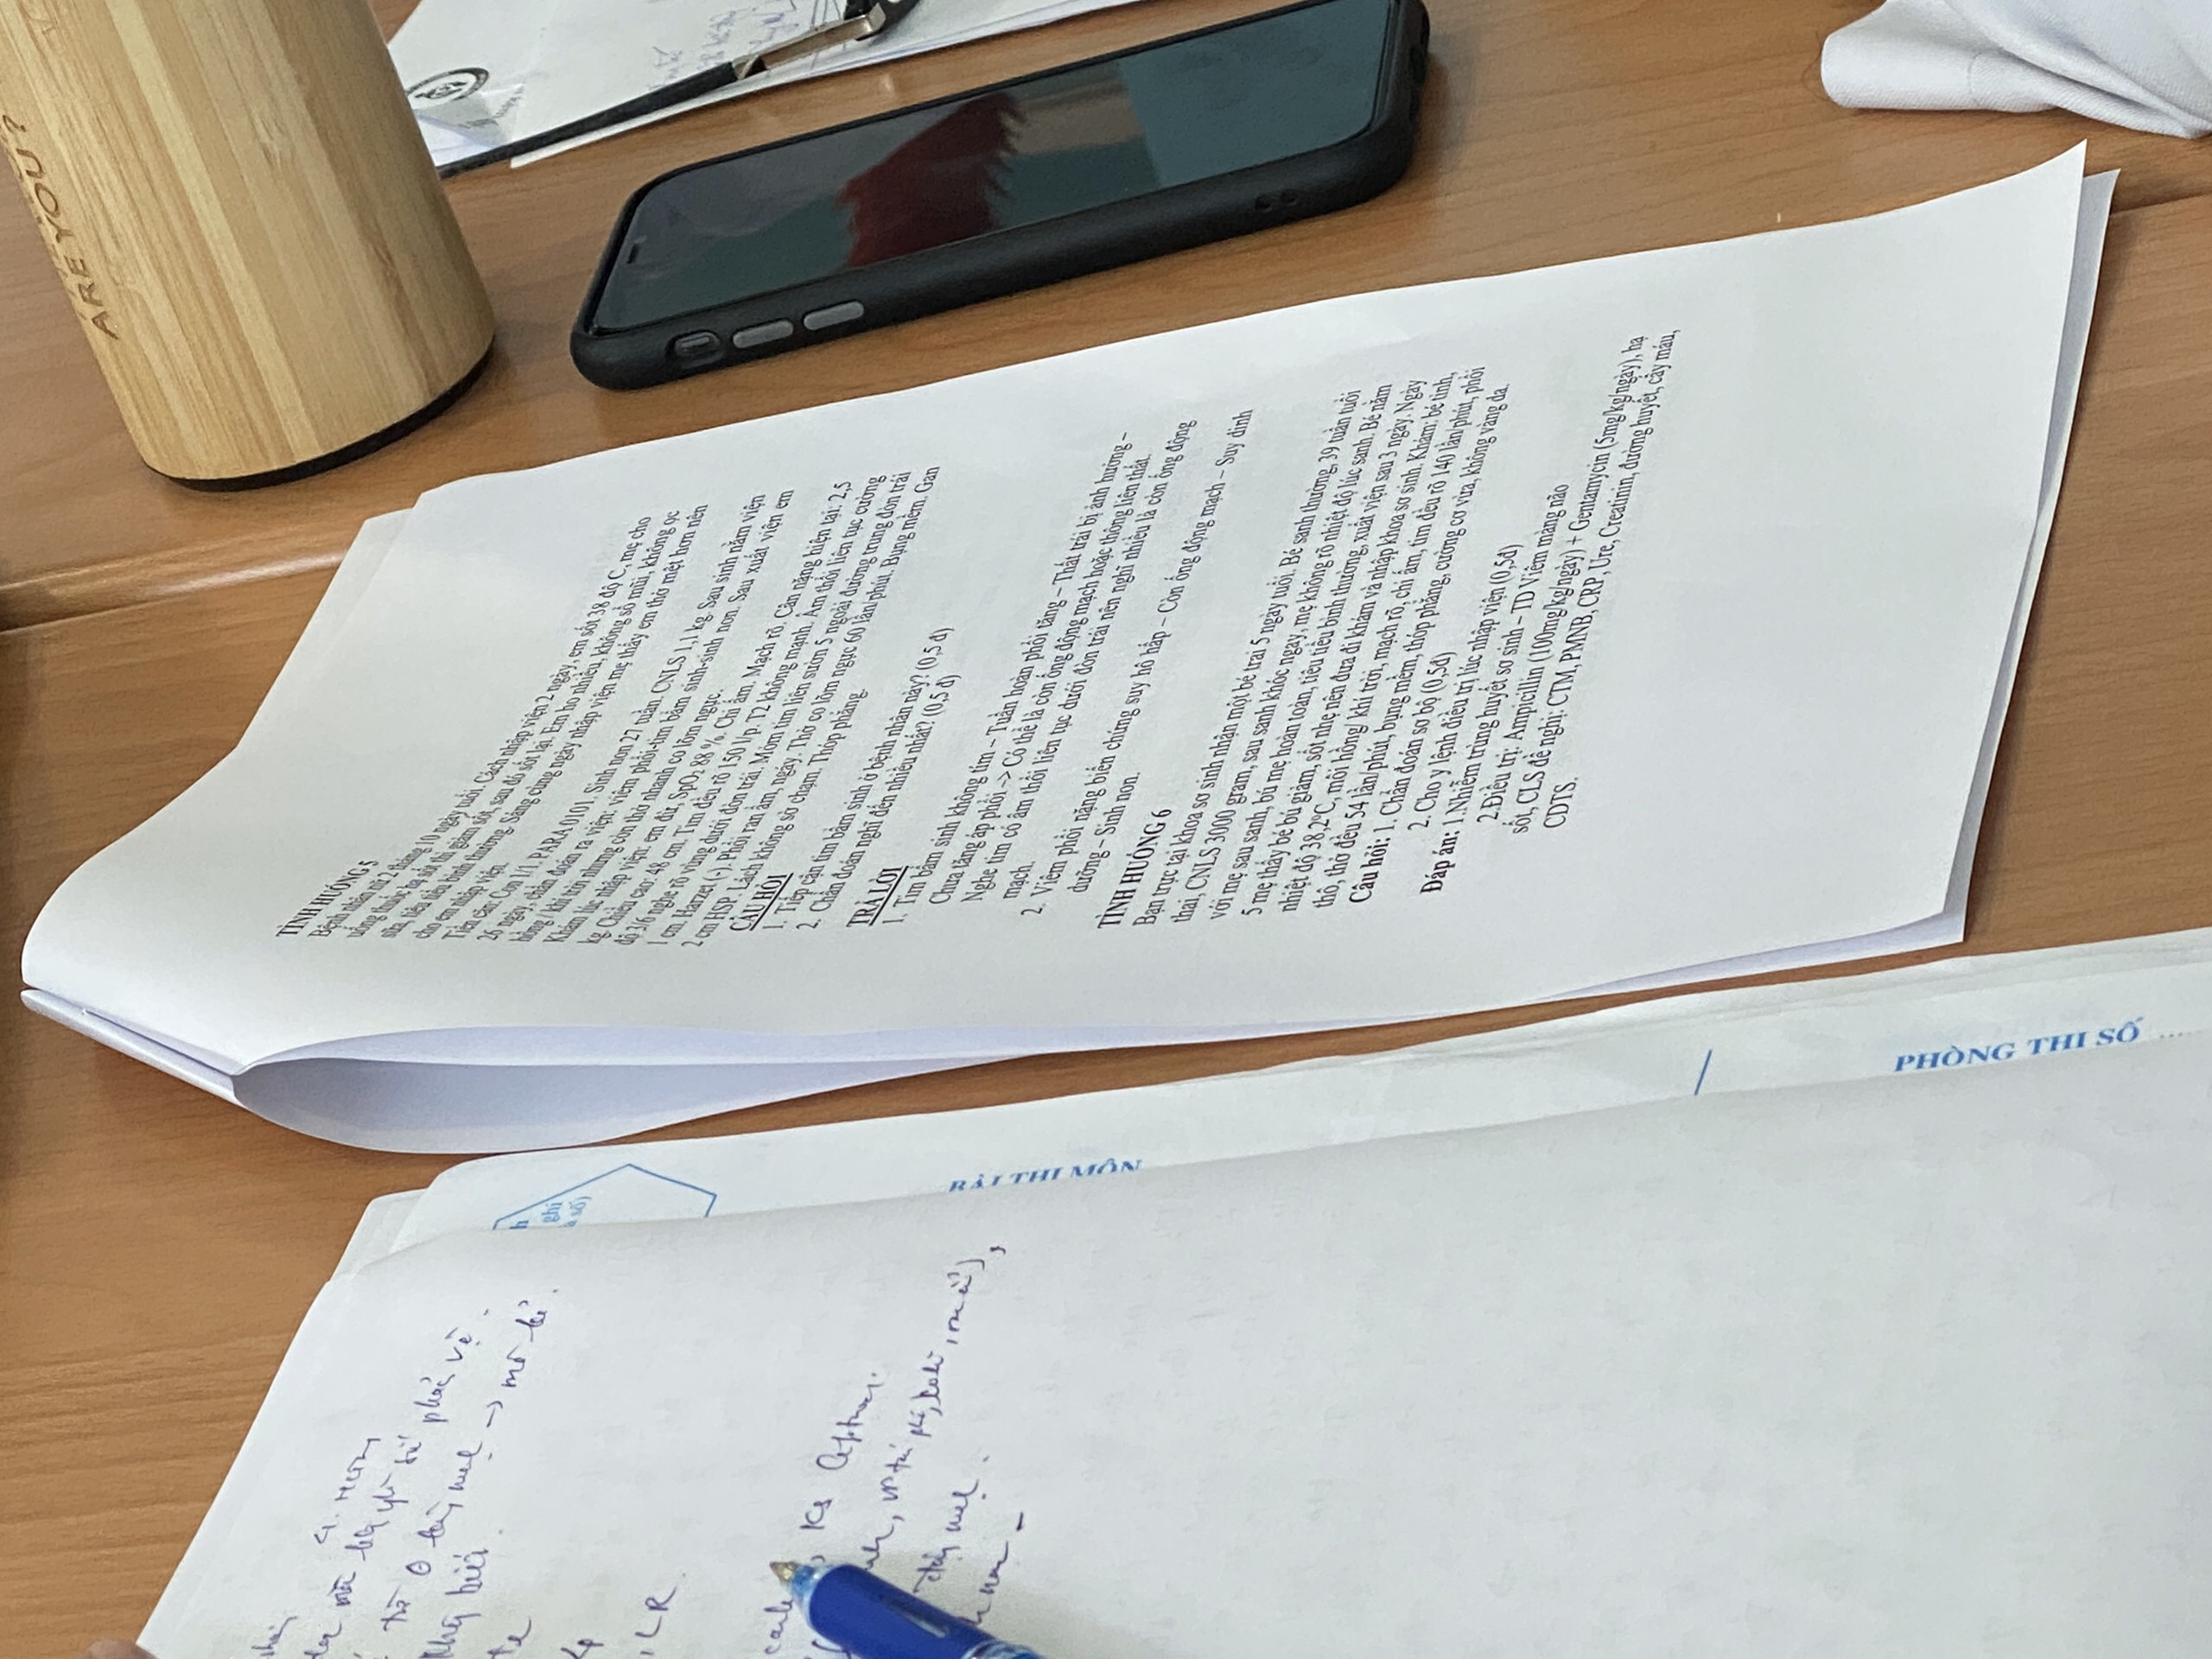 ARE YOU ?
TÌNH HUỐNG 5
Bệnh nhân nữ 2 tháng 10 ngày tuổi. Cách nhập viện 2 ngày, em sốt 38 độ C, mẹ cho
uống thuốc hạ sốt thì giảm sốt, sau đó sốt lại. Em ho nhiều, không sổ mũi, không ọc
sữa, tiêu tiểu bình thường. Sáng cùng ngày nhập viện mẹ thấy em thở mệt hơn nên
cho em nhập viện.
Tiền căn: Con 1/1. PARA 0101. Sinh non 27 tuần. CNLS 1,1 kg. Sau sinh nằm viện
26 ngày, chẩn đoán ra viện: viêm phổi-tim bẩm sinh-sinh non. Sau xuất viện em
hồng / khí trời nhưng còn thở nhanh co lõm ngực.
Khám lúc nhập viện: em đừ, SpO2 88 %. Chi ấm. Mạch rõ. Cân nặng hiện tại: 2,5
kg. Chiều cao: 48 cm. Tim đều rõ 150 l/p. T2 không mạnh. Âm thổi liên tục cường
độ 3/6 nghe rõ vùng dưới đòn trái. Mỏm tim liên sườn 5 ngoài đường trung đòn trái
1 cm. Harzet (-). Phổi ran ẩm, ngáy. Thở co lõm ngực 60 lần/phút. Bụng mềm. Gan
2 cm HSP. Lách không sờ chạm. Thóp phẳng.
CÂU HỎI
1. Tiếp cận tim bẩm sinh ở bệnh nhân này? (0,5 đ)
2. Chẩn đoán nghĩ đến nhiều nhất? (0,5 đ)
TRẢ LỜI
1. Tim bẩm sinh không tím – Tuần hoàn phổi tăng – Thất trái bị ảnh hưởng –
Chưa tăng áp phổi -> Có thể là còn ống động mạch hoặc thông liên thất.
Nghe tim có âm thổi liên tục dưới đòn trái nên nghĩ nhiều là còn ống động
mạch.
2. Viêm phổi nặng biến chứng suy hô hấp – Còn ống động mạch – Suy dinh
dưỡng – Sinh non.
TÌNH HUỐNG 6
Bạn trực tại khoa sơ sinh nhận một bé trai 5 ngày tuổi. Bé sanh thường, 39 tuần tuổi
thai, CNLS 3000 gram, sau sanh khóc ngay, mẹ không rõ nhiệt độ lúc sanh. Bé nằm
với mẹ sau sanh, bú mẹ hoàn toàn, tiêu tiểu bình thường, xuất viện sau 3 ngày. Ngày
5 mẹ thấy bé bú giảm, sốt nhẹ nên đưa đi khám và nhập khoa sơ sinh. Khám: bé tỉnh,
nhiệt độ 38,2°C, môi hồng/ khí trời, mạch rõ, chi ấm, tim đều rõ 140 lần/phút, phổi
thô, thở đều 54 lần/phút, bụng mềm, thóp phẳng, cường cơ vừa, không vàng da.
Câu hỏi: 1. Chẩn đoán sơ bộ (0,5đ)
2. Cho y lệnh điều trị lúc nhập viện (0,5đ)
Đáp án: 1.Nhiễm trùng huyết sơ sinh – TD Viêm màng não
2.Điều trị: Ampicillin (100mg/kg/ngày) + Gentamycin (5mg/kg/ngày), hạ
sốt, CLS đề nghị: CTM, PMNB, CRP, Ure, Creatinin, đường huyết, cấy máu,
CDTS.
phản vệ.
, LR
ghi
số)
BÀI THI MÔN
PHÒNG THI SỐ